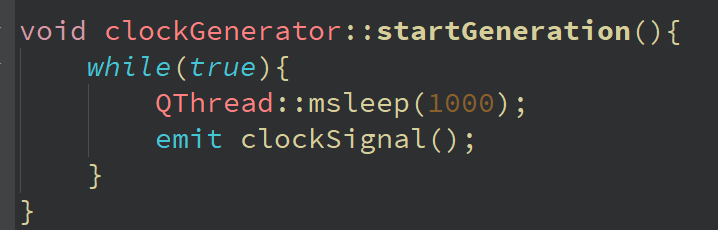 void clockGenerator::startGeneration(){
    while(true){
        QThread::msleep(1000);
        emit clockSignal();
    }
}